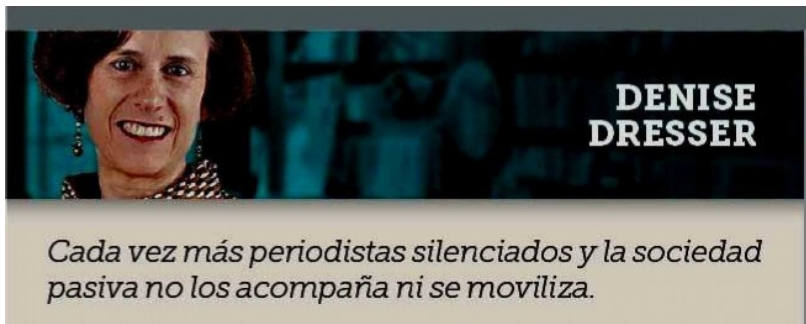 DENISE
DRESSER
Cada vez más periodistas silenciados y la sociedad
pasiva no los acompaña ni se moviliza.